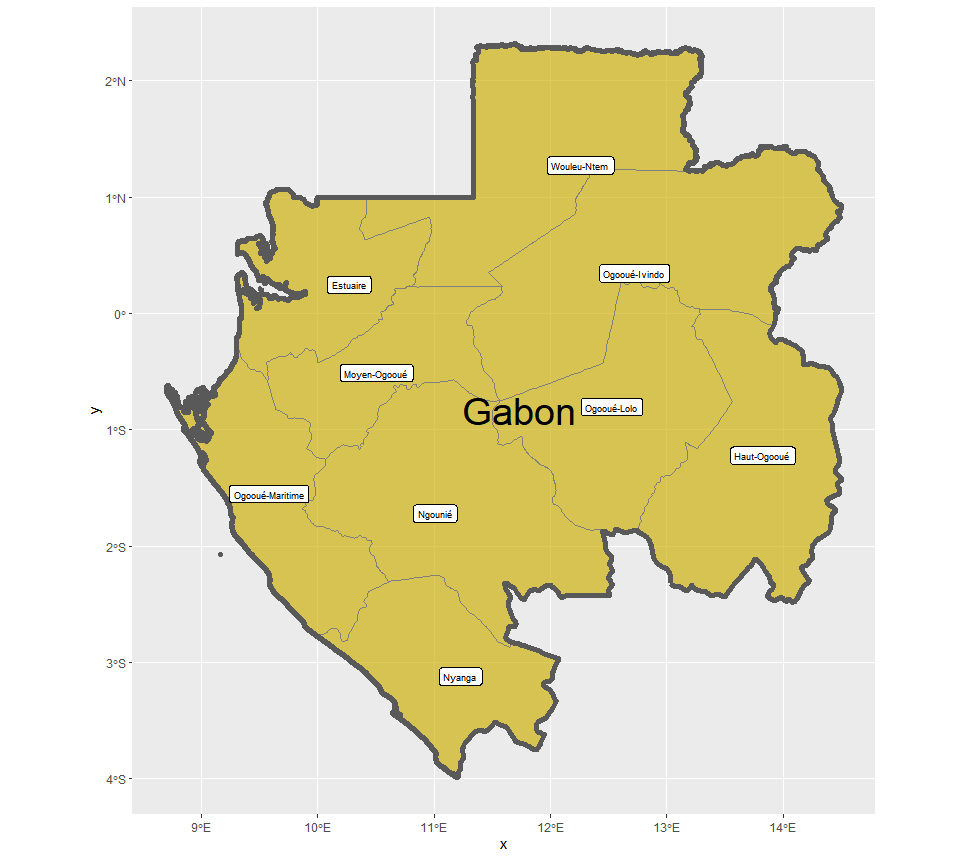 2°N
1°N
0°
1°S
2°S
3°S
4°S
y
Wouleu-Ntem
Ogooué-Ivindo
Estuaire
Moyen-Ogooué
Gabon
Ogooué-Lolo
Haut-Ogooué
Ogooué-Maritime
Ngounié
Nyanga
9°E
10°E
11°E
12°E
13°E
14°E
x